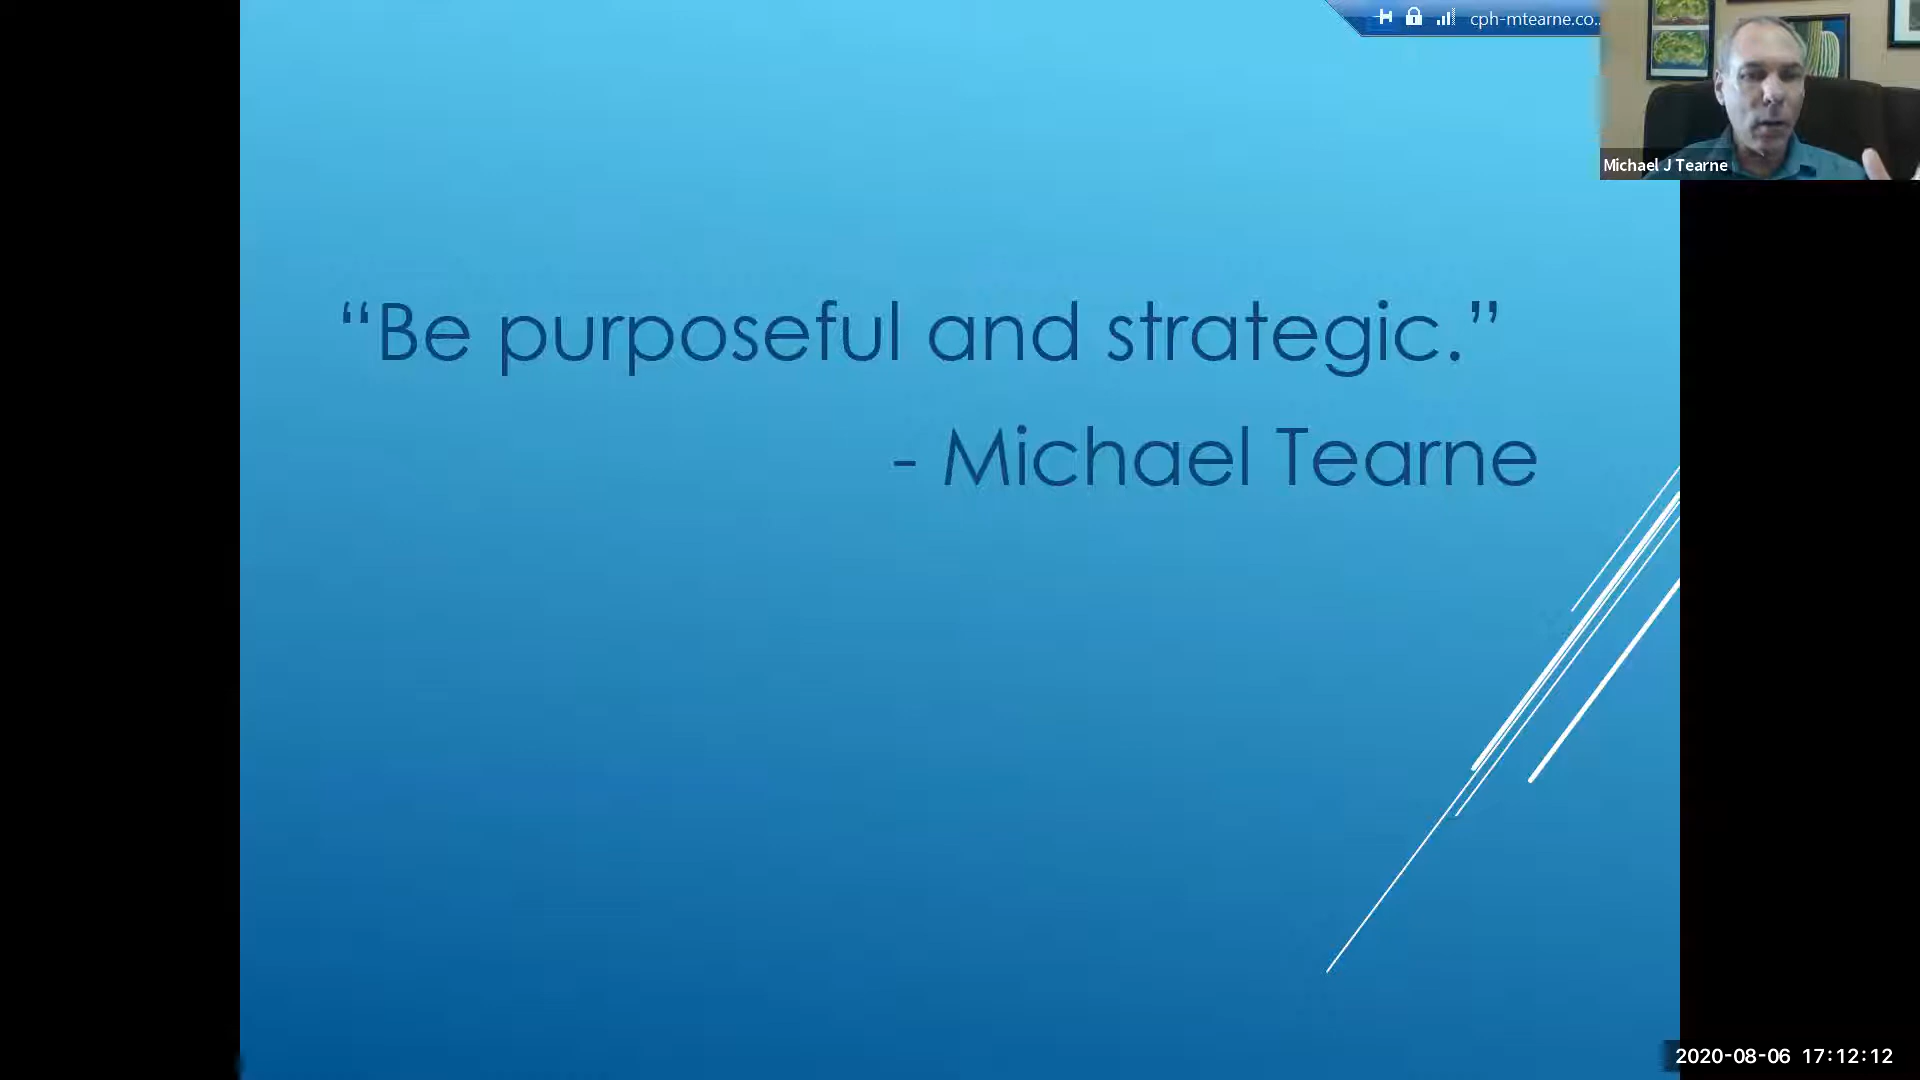 cph-mtearne.co..
Michael J Tearne
“Be purposeful and strategic.”
- Michael Tearne
2020-08-06 17:12:12